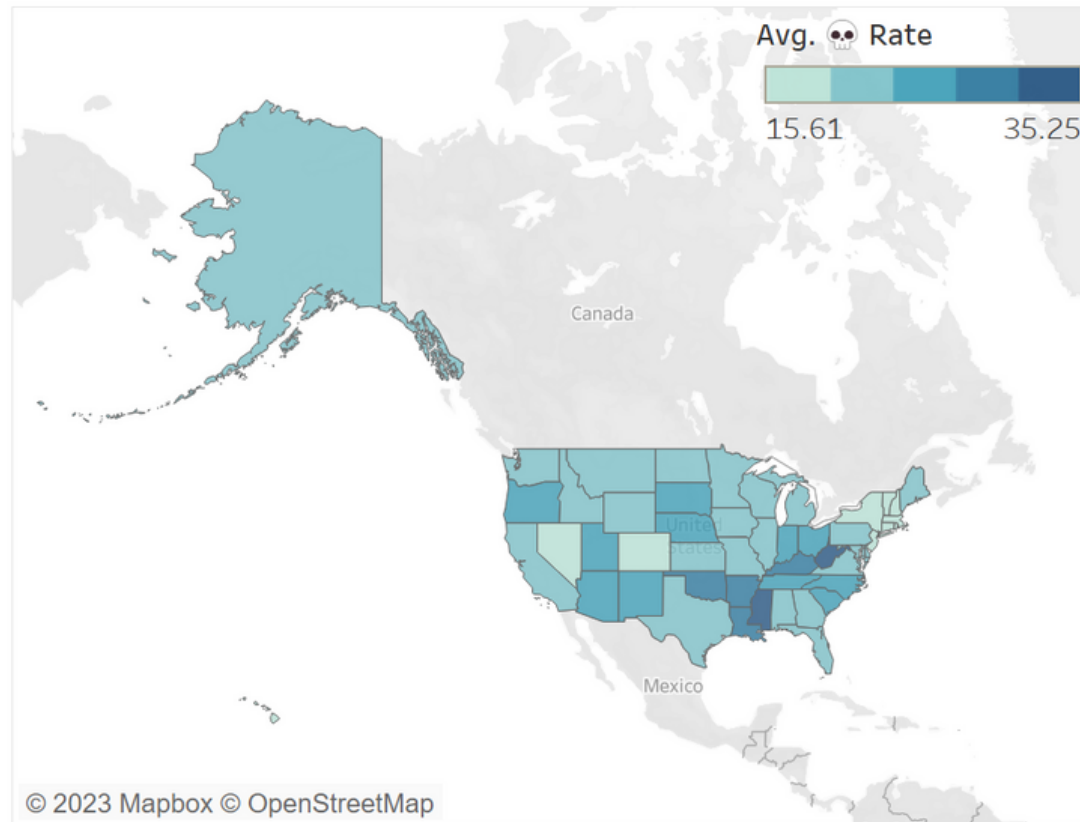 Avg. 💀 Rate
15.61 35.25
Canada
United
States
Mexico
© 2023 Mapbox © OpenStreetMap